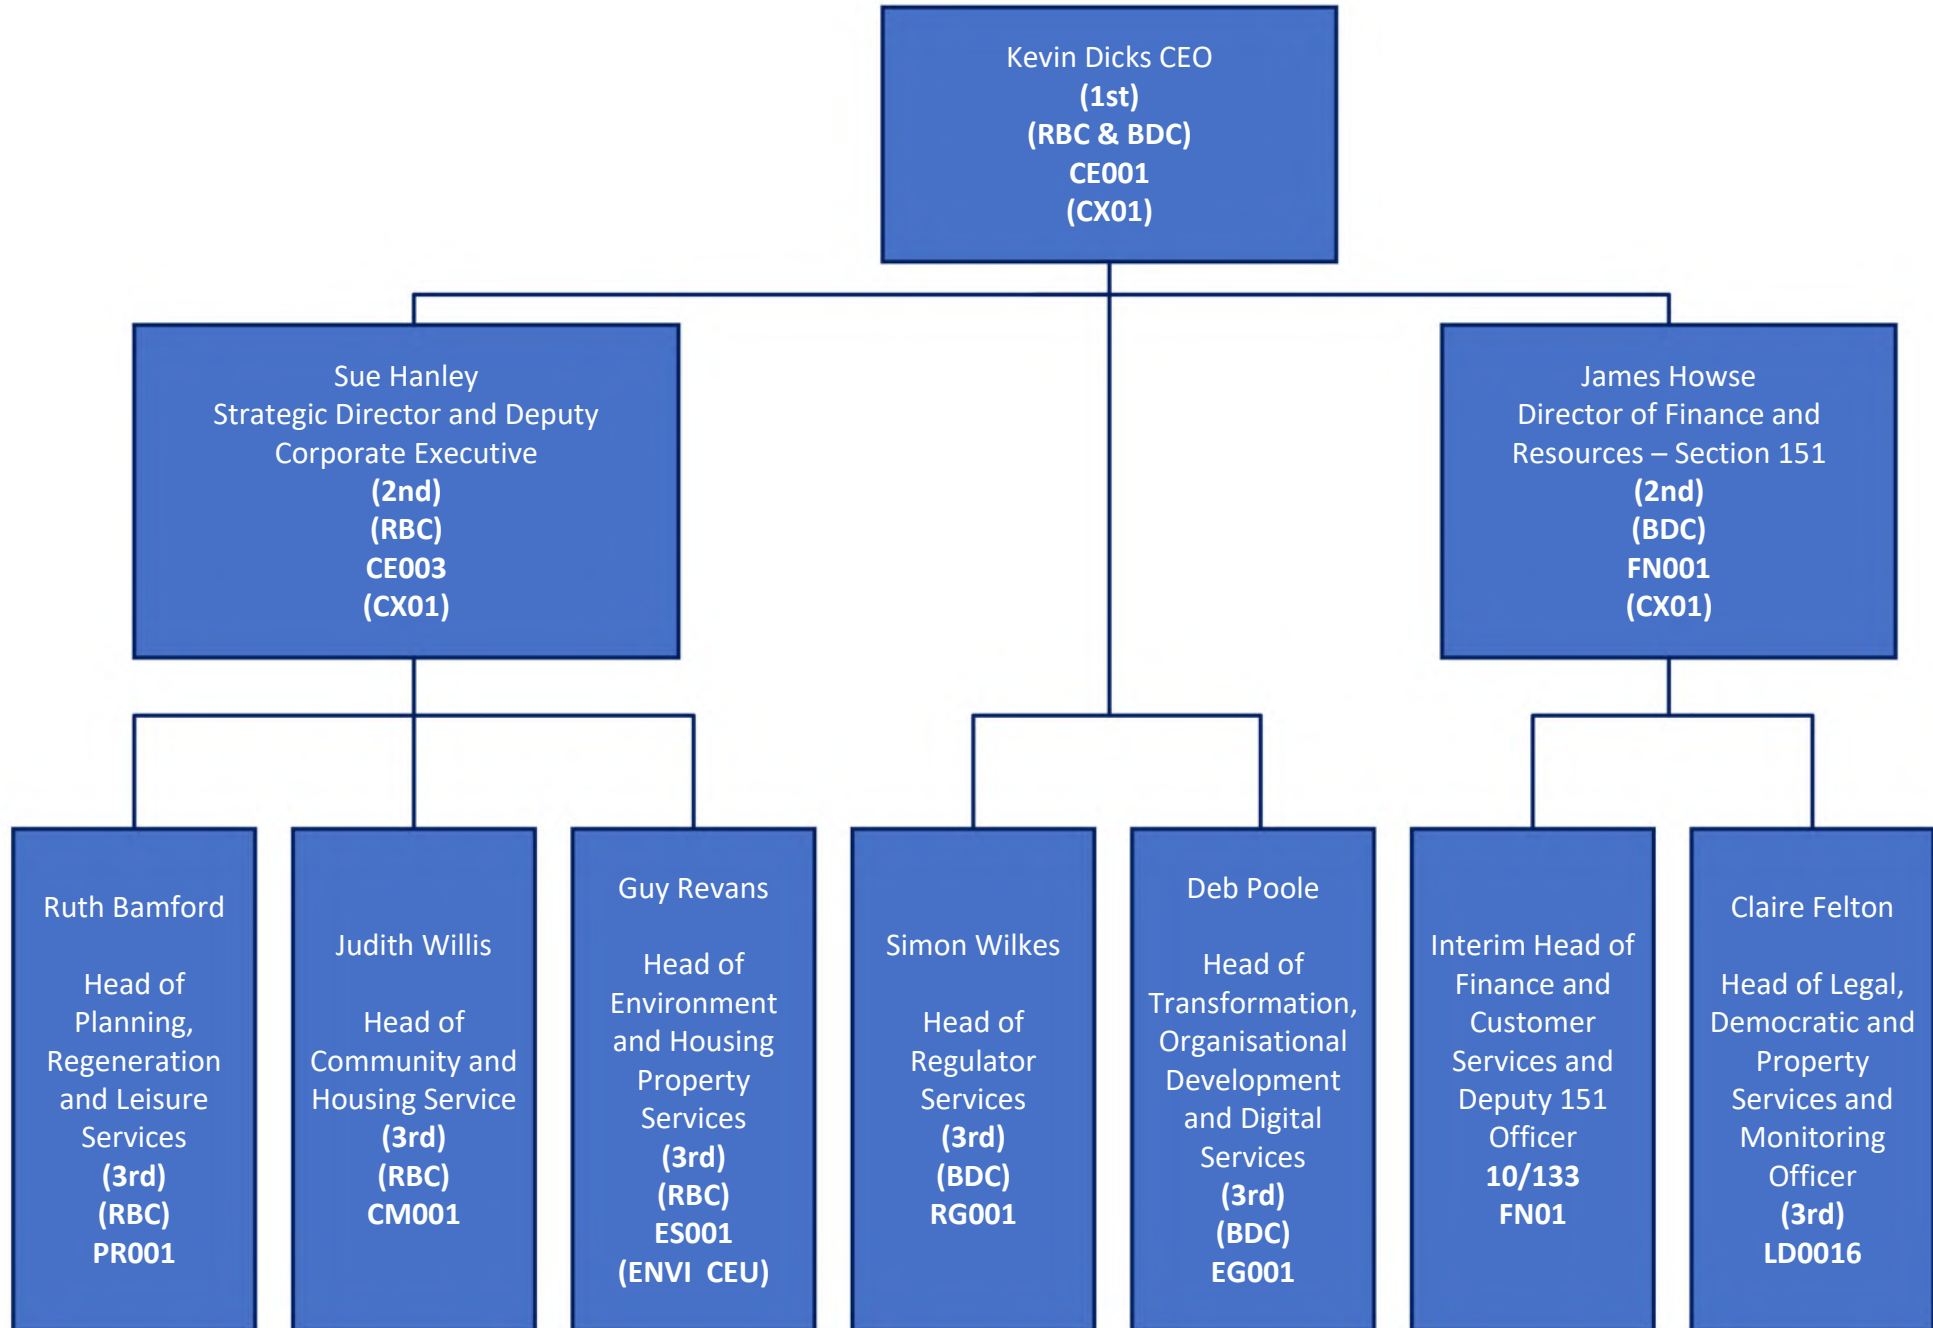 Kevin Dicks CEO
(1st)
(RBC & BDC)
CE001
(CX01)
Sue Hanley
Strategic Director and Deputy
Corporate Executive
(2nd)
(RBC)
CE003
(CX01)
James Howse
Director of Finance and
Resources – Section 151
(2nd)
(BDC)
FN001
(CX01)
Ruth Bamford
Head of
Planning,
Regeneration
and Leisure
Services
(3rd)
(RBC)
PR001
Judith Willis
Head of
Community and
Housing Service
(3rd)
(RBC)
CM001
Guy Revans
Head of
Environment
and Housing
Property
Services
(3rd)
(RBC)
ES001
(ENVI  CEU)
Simon Wilkes
Head of
Regulator
Services
(3rd)
(BDC)
RG001
Deb Poole
Head of
Transformation,
Organisational
Development
and Digital
Services
(3rd)
(BDC)
EG001
Interim Head of
Finance and
Customer
Services and
Deputy 151
Officer
10/133
FN01
Claire Felton
Head of Legal,
Democratic and
Property
Services and
Monitoring
Officer
(3rd)
LD0016